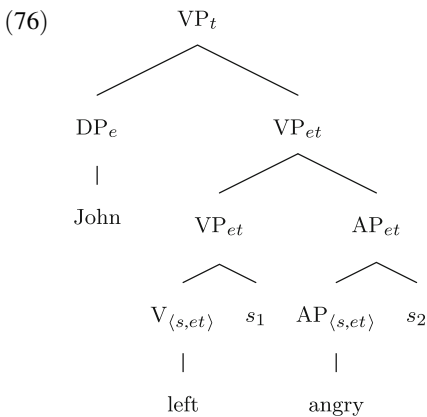 (76) VP_t
DP_e VP_et
John VP_et AP_et
V_⟨s,et⟩ s_1 AP_⟨s,et⟩ s_2
left angry